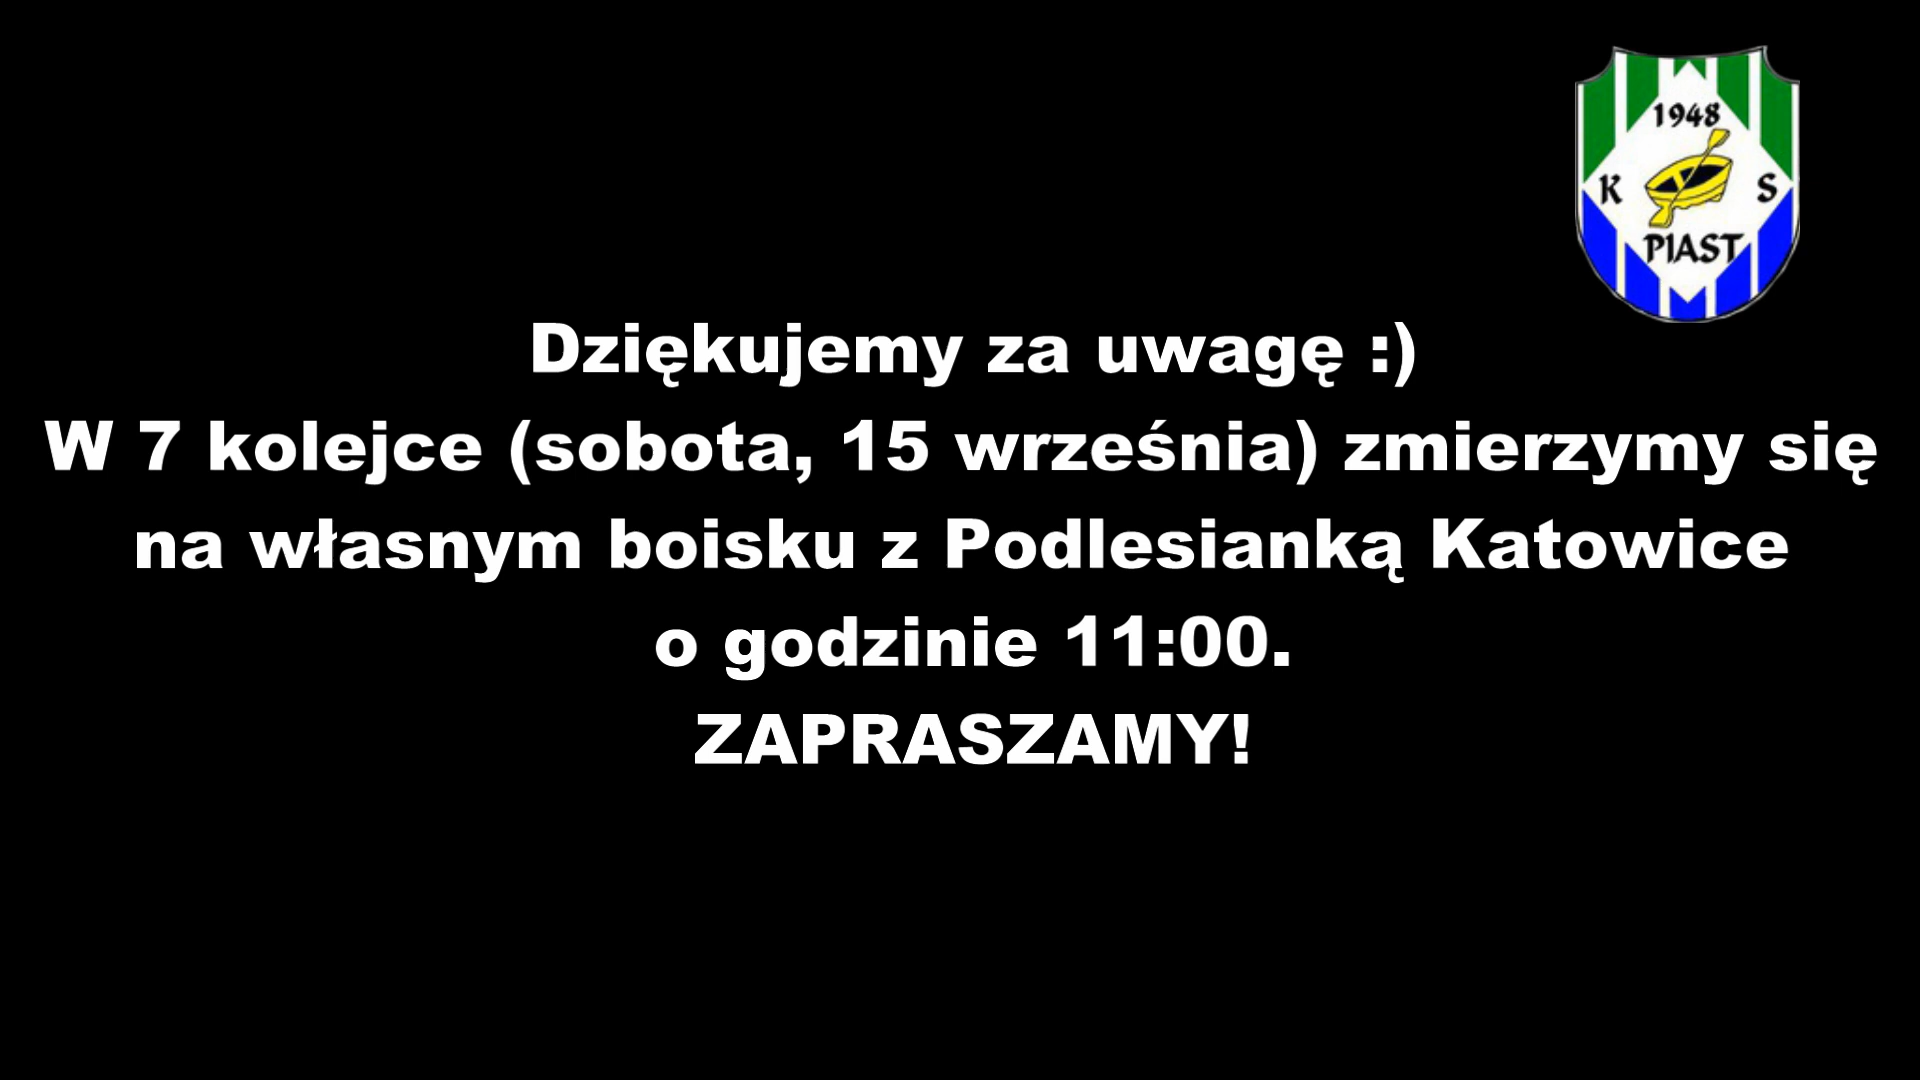 1948
K S
PIAST
Dziękujemy za uwagę :)
W 7 kolejce (sobota, 15 września) zmierzymy się
na własnym boisku z Podlesianką Katowice
o godzinie 11:00.
ZAPRASZAMY!